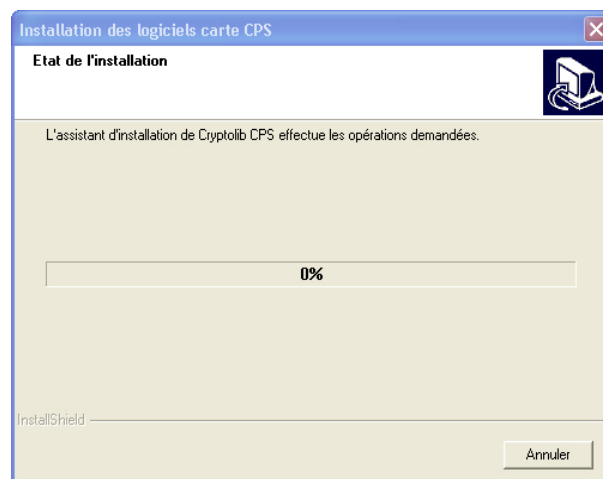 Installation des logiciels carte CPS
Etat de l'installation
L'assistant d'installation de Cryptolib CPS effectue les opérations demandées.
0%
InstallShield
Annuler